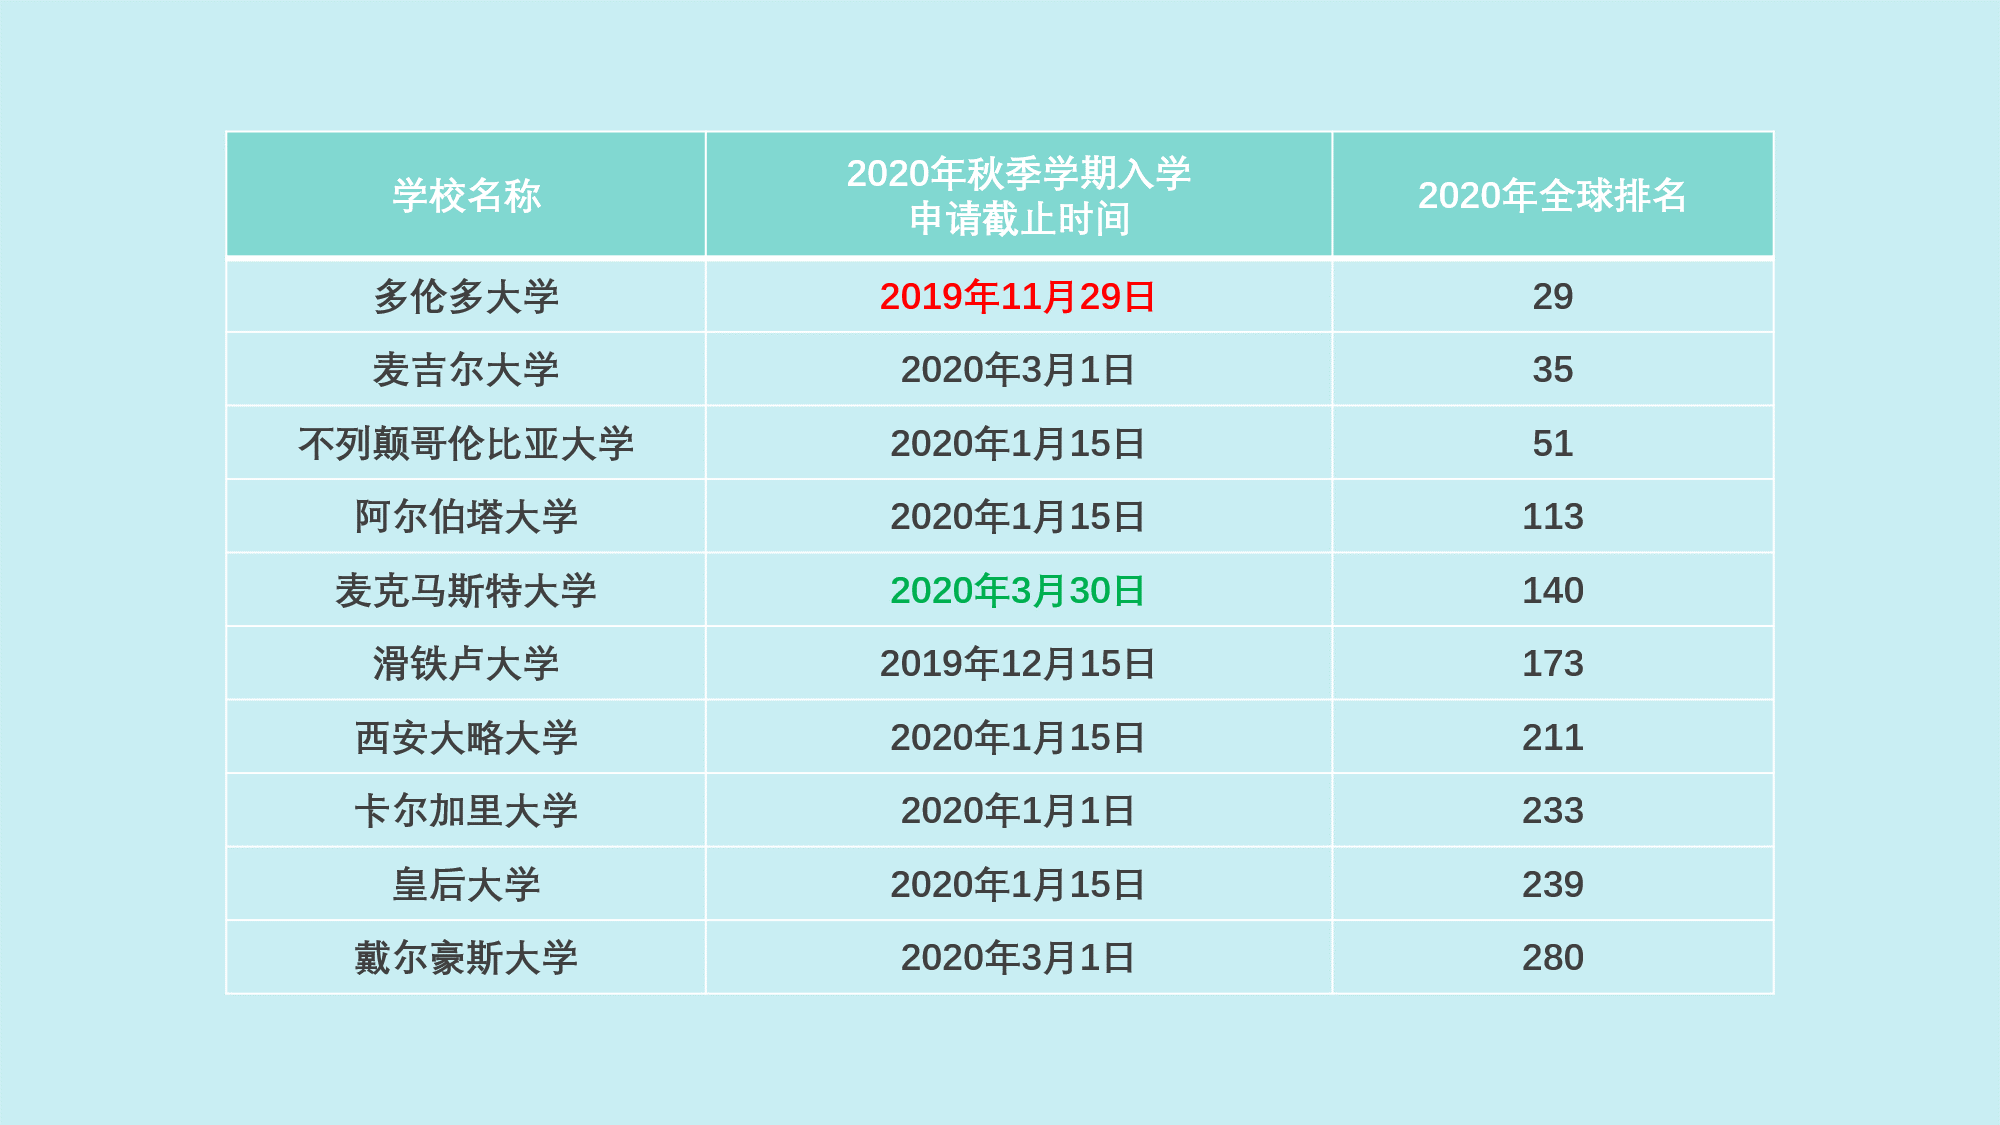 学校名称
2020年秋季学期入学
申请截止时间
2020年全球排名
多伦多大学
2019年11月29日
29
麦吉尔大学
2020年3月1日
35
不列颠哥伦比亚大学
2020年1月15日
51
阿尔伯塔大学
2020年1月15日
113
麦克马斯特大学
2020年3月30日
140
滑铁卢大学
2019年12月15日
173
西安大略大学
2020年1月15日
211
卡尔加里大学
2020年1月1日
233
皇后大学
2020年1月15日
239
戴尔豪斯大学
2020年3月1日
280